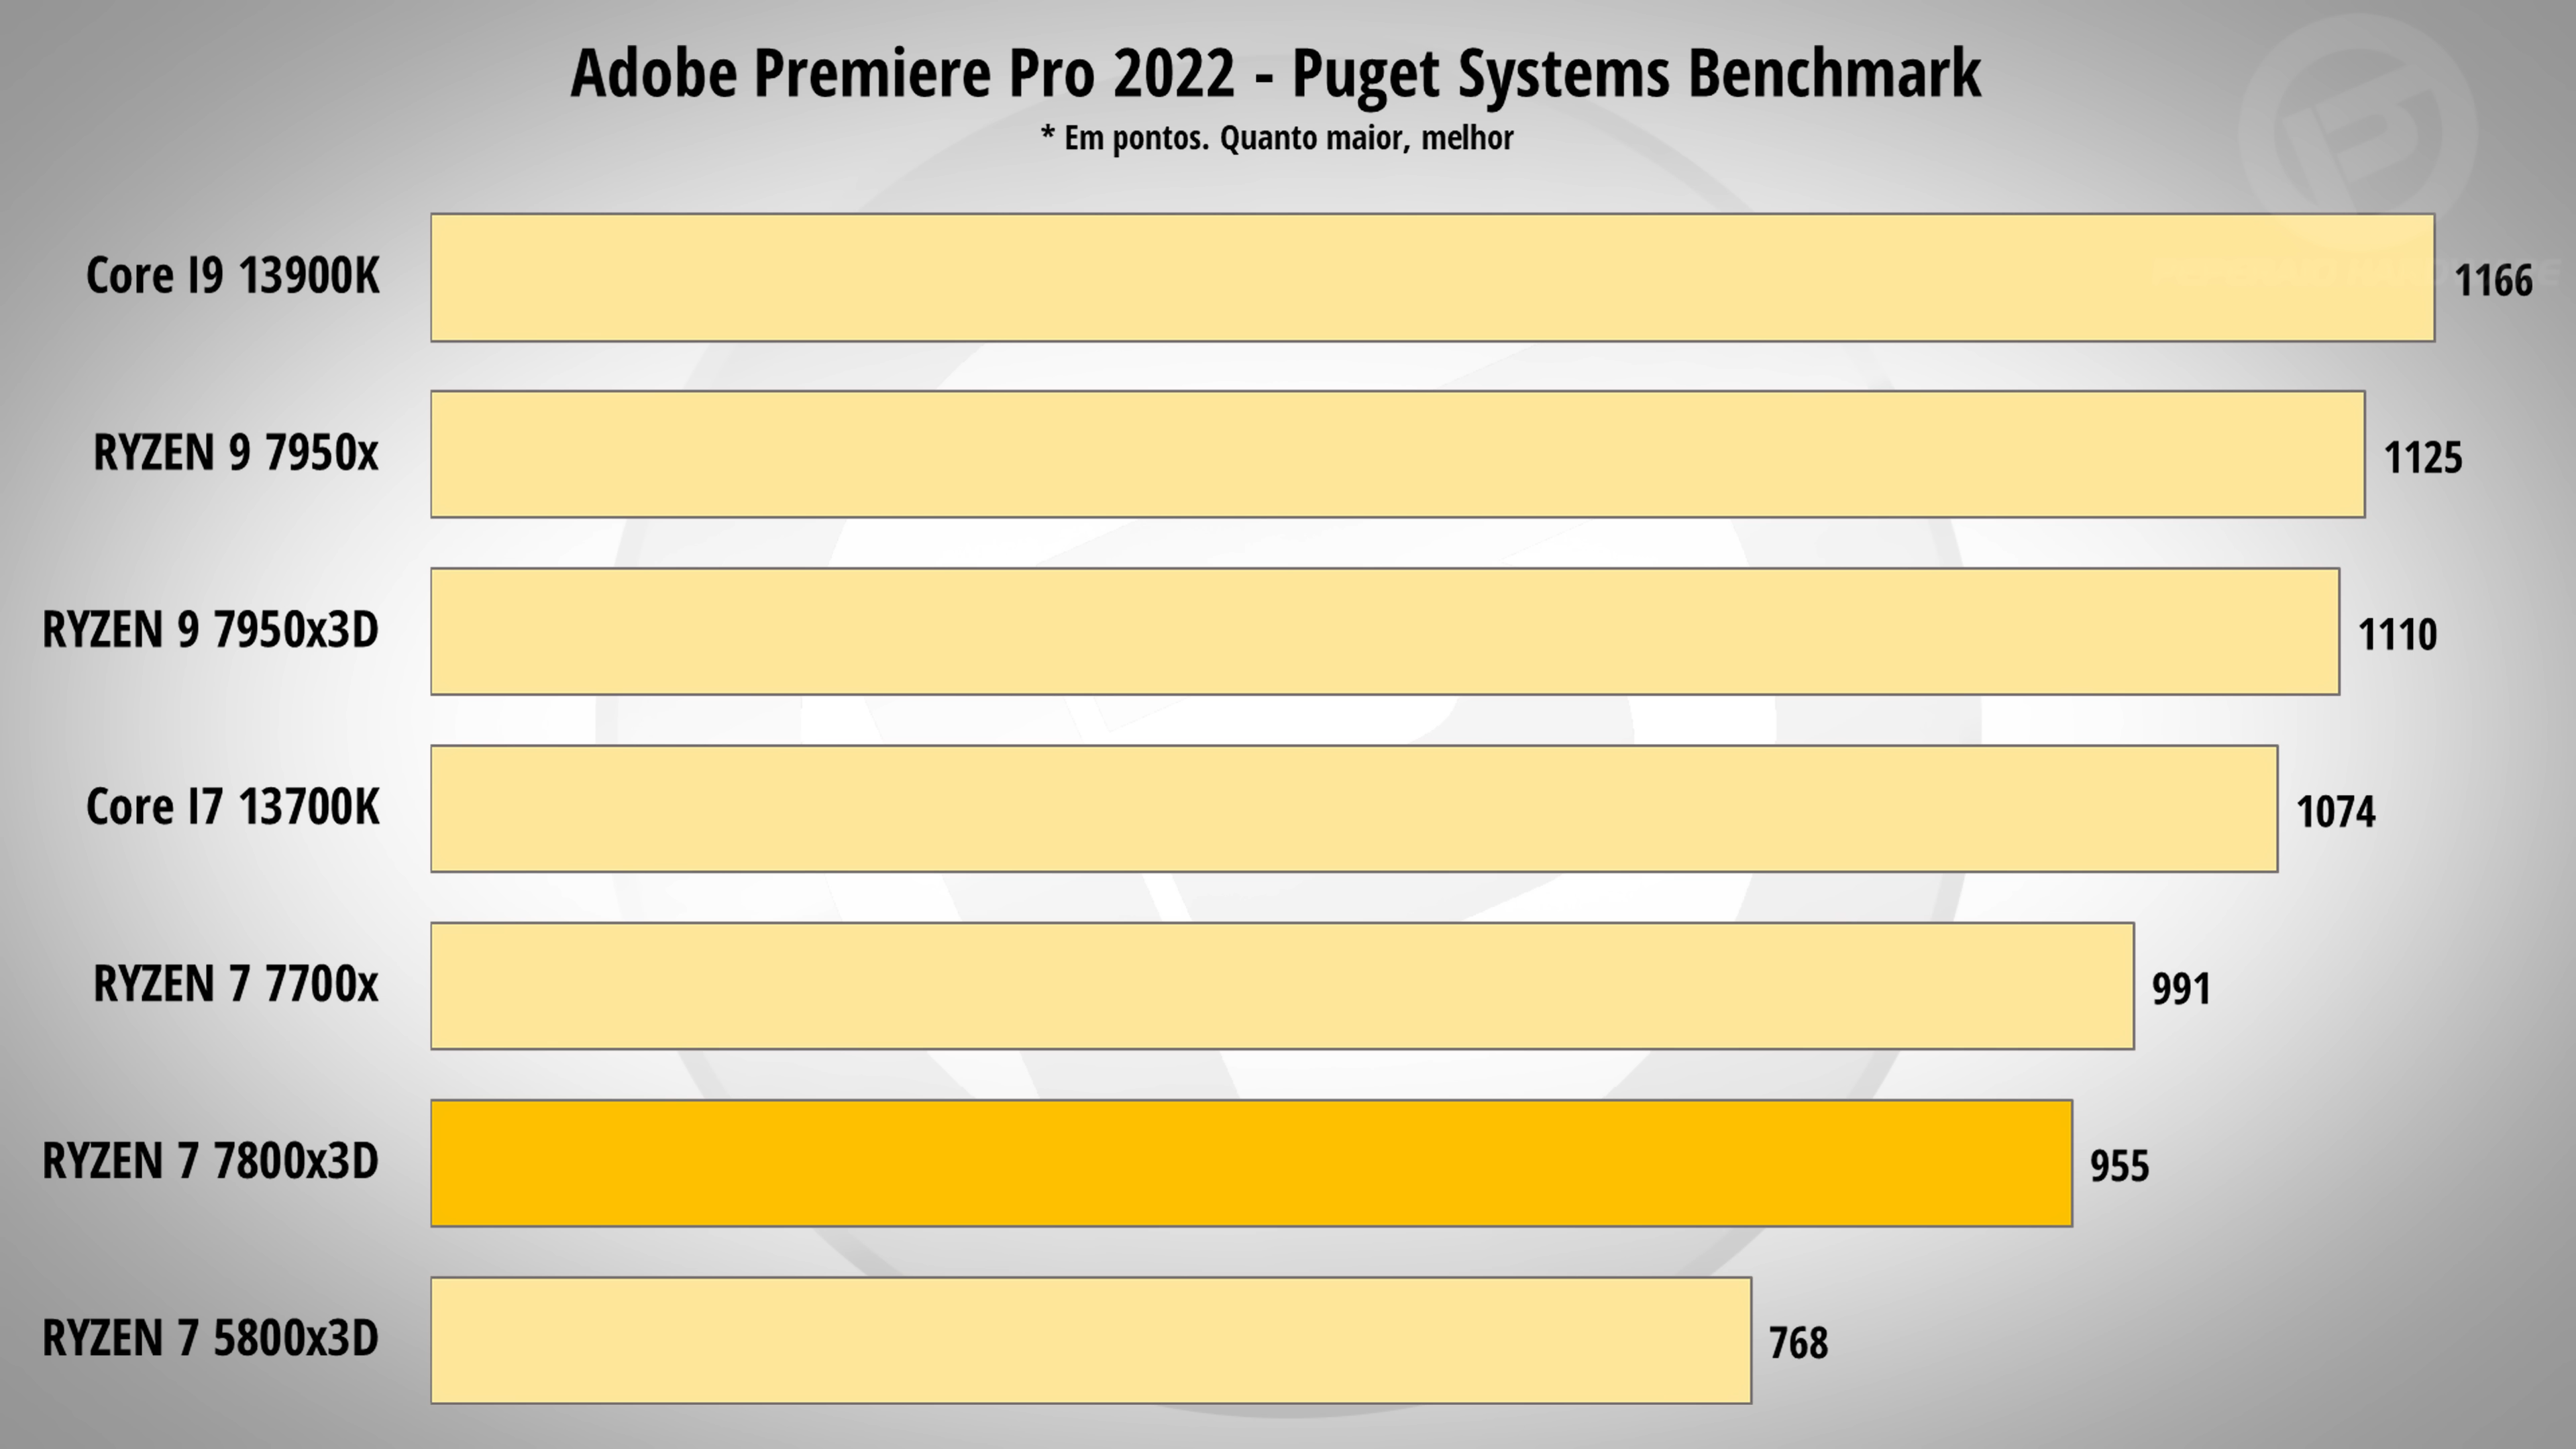 Adobe Premiere Pro 2022 - Puget Systems Benchmark
* Em pontos. Quanto maior, melhor
Core I9 13900K 1166
RYZEN 9 7950x 1125
RYZEN 9 7950x3D 1110
Core I7 13700K 1074
RYZEN 7 7700x 991
RYZEN 7 7800x3D 955
RYZEN 7 5800x3D 768